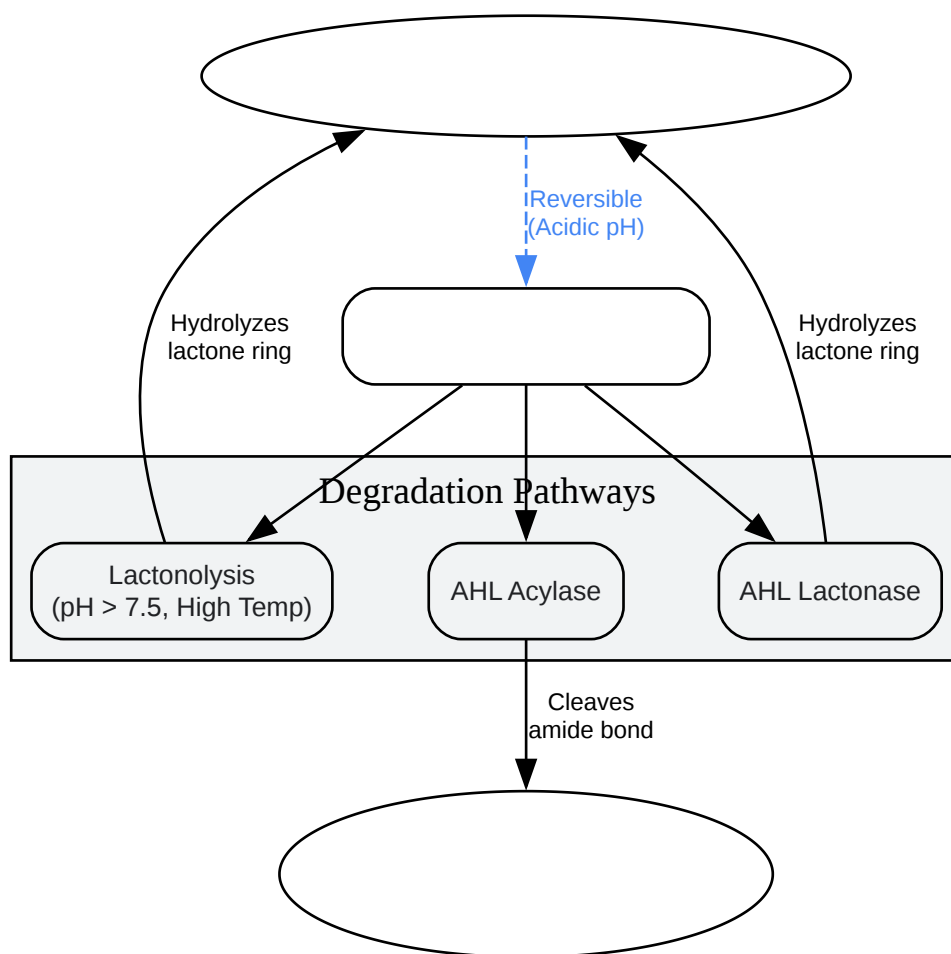 Reversible
(Acidic pH)
Hydrolyzes
lactone ring
Hydrolyzes
lactone ring
Degradation Pathways
Lactonolysis
(pH > 7.5, High Temp)
AHL Acylase
AHL Lactonase
Cleaves
amide bond